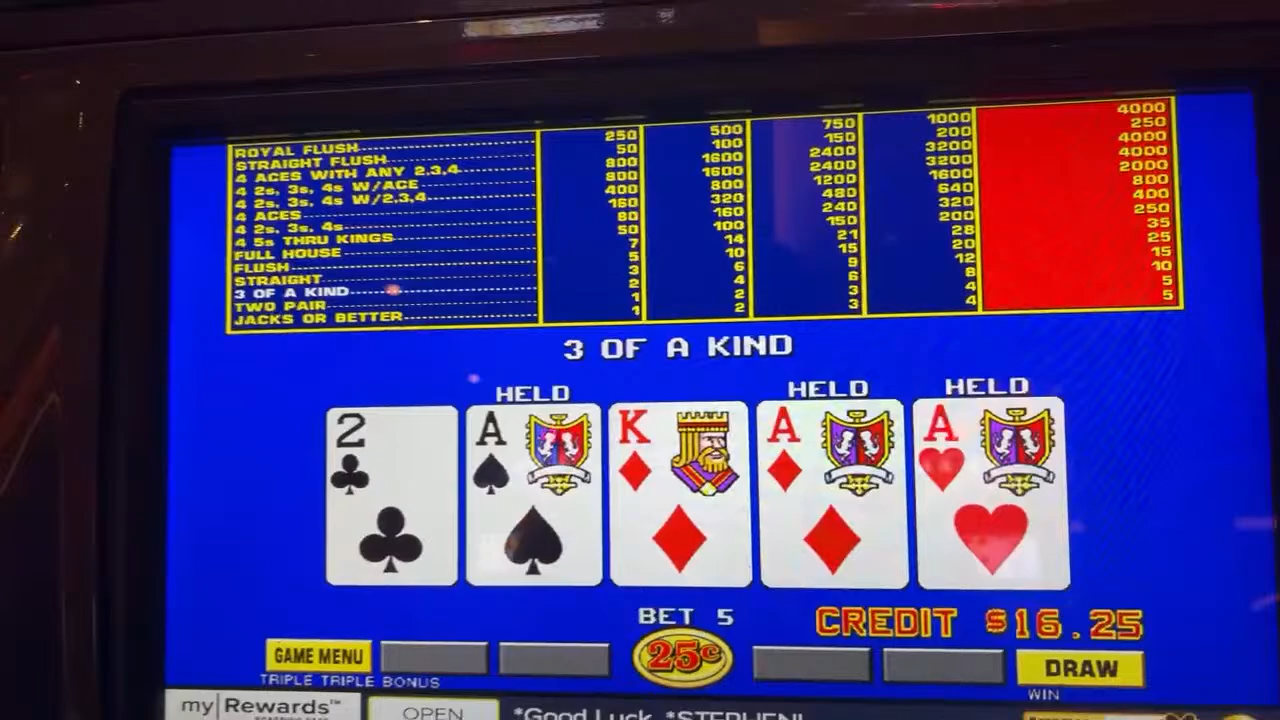 ROYAL FLUSH 250 500 750 1000 4000
STRAIGHT FLUSH 50 100 150 200 250
4 ACES WITH ANY 2,3,4 800 1600 2400 3200 4000
4 2s, 3s, 4s W/ACE 800 1600 2400 3200 4000
4 2s, 3s, 4s W/2,3,4 400 800 1200 1600 2000
4 ACES 160 320 480 640 800
4 2s, 3s, 4s 80 160 240 320 400
4 5s THRU KINGS 50 100 150 200 250
FULL HOUSE 7 14 21 28 35
FLUSH 5 10 15 20 25
STRAIGHT 3 6 9 12 15
3 OF A KIND 2 4 6 8 10
TWO PAIR 1 2 3 4 5
JACKS OR BETTER 1 2 3 4 5
3 OF A KIND
HELD HELD HELD
2 A K A A
BET 5
CREDIT $16.25
GAME MENU 25¢ DRAW
TRIPLE TRIPLE BONUS
WIN
my|Rewards™
OPEN
*Good Luck, *STEPHEN!